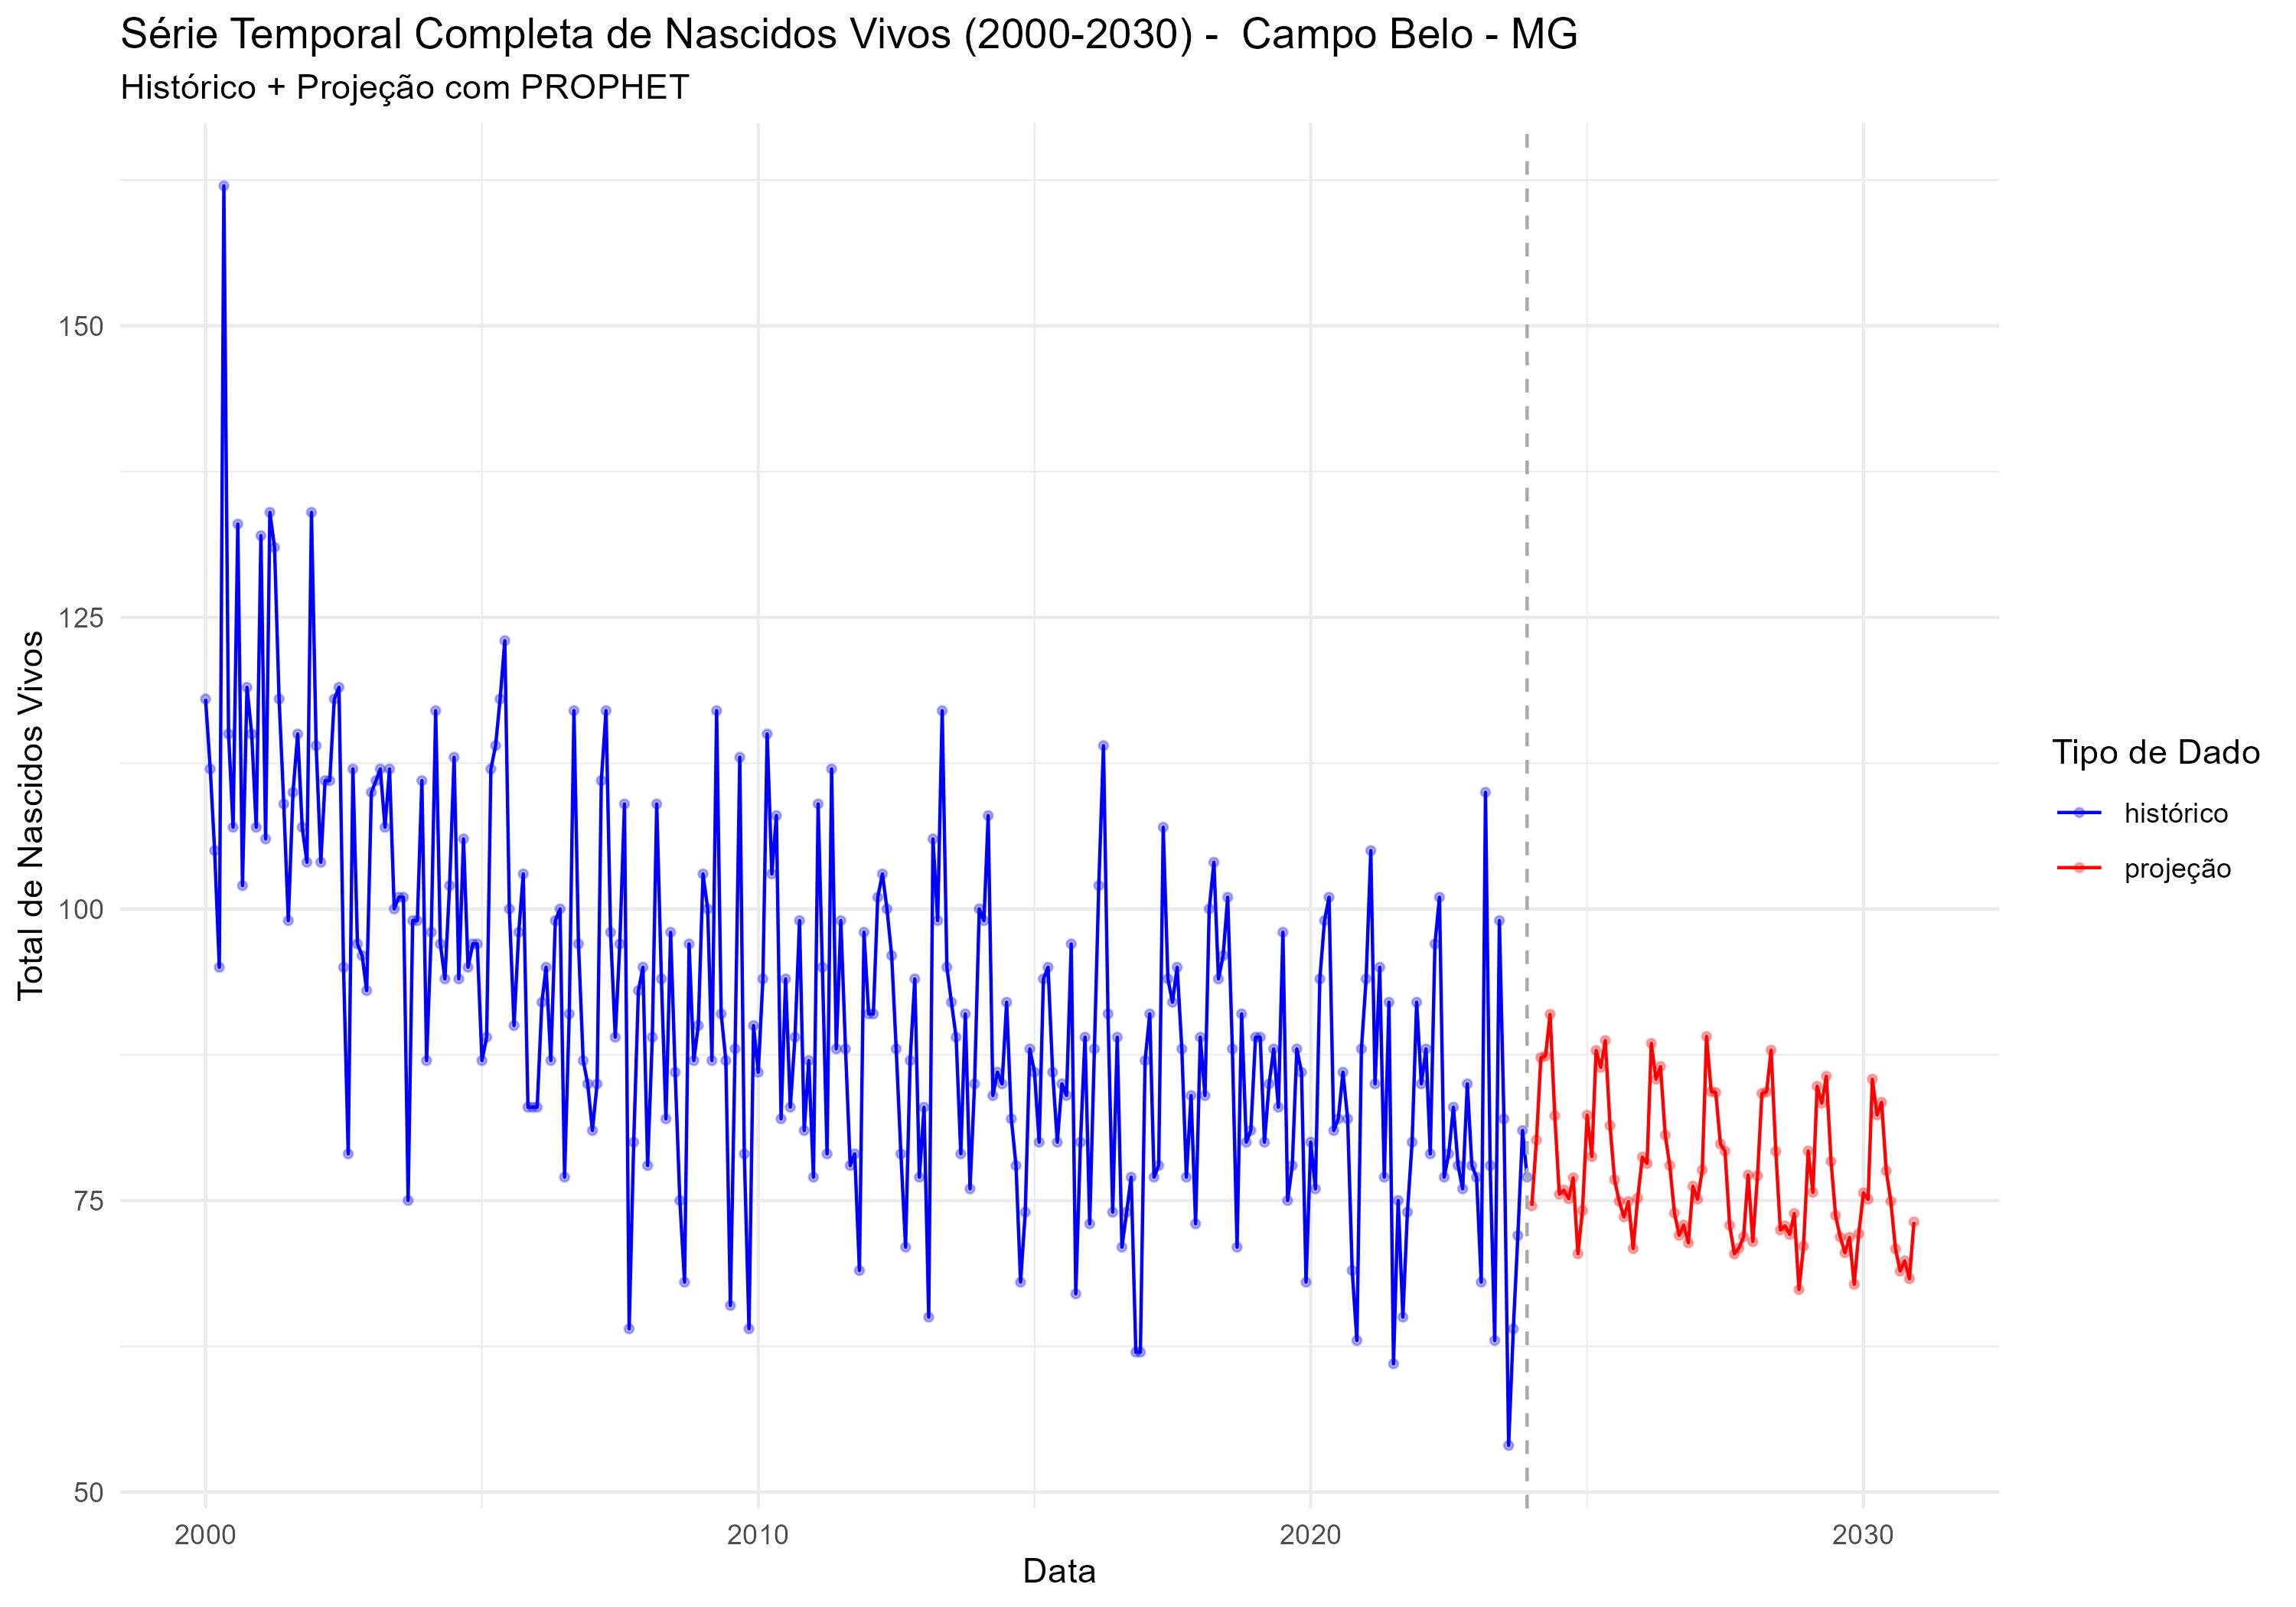 Série Temporal Completa de Nascidos Vivos (2000-2030) -  Campo Belo - MG
Histórico + Projeção com PROPHET
Total de Nascidos Vivos
150
125
100
75
50
2000
2010
2020
2030
Data
Tipo de Dado
histórico
projeção